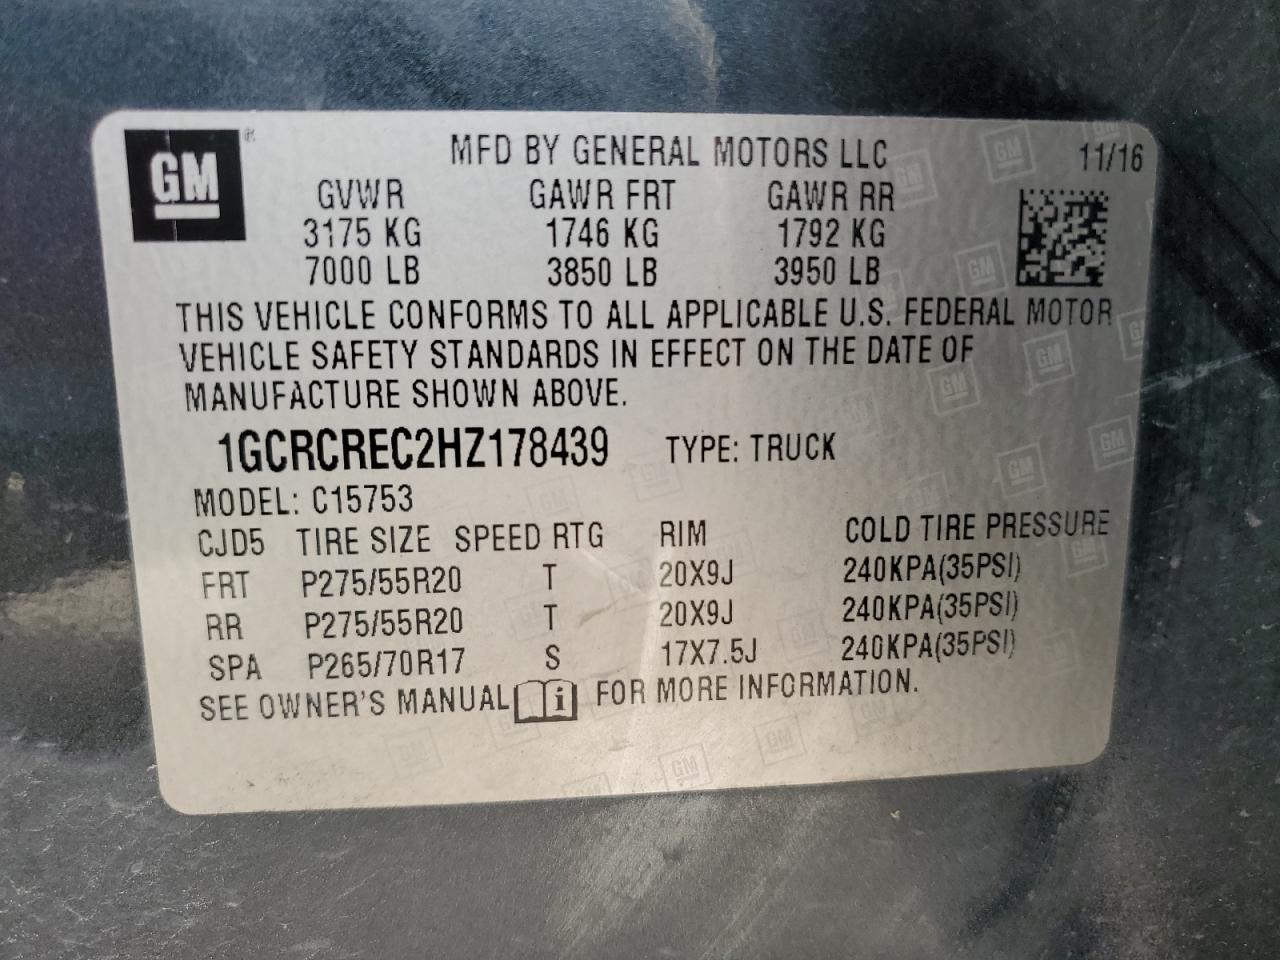 GM ®
MFD BY GENERAL MOTORS LLC 11/16
GVWR GAWR FRT GAWR RR
3175 KG 1746 KG 1792 KG
7000 LB 3850 LB 3950 LB
THIS VEHICLE CONFORMS TO ALL APPLICABLE U.S. FEDERAL MOTOR
VEHICLE SAFETY STANDARDS IN EFFECT ON THE DATE OF
MANUFACTURE SHOWN ABOVE.
1GCRCREC2HZ178439 TYPE: TRUCK
MODEL: C15753
CJD5 TIRE SIZE SPEED RTG RIM COLD TIRE PRESSURE
FRT P275/55R20 T 20X9J 240KPA(35PSI)
RR P275/55R20 T 20X9J 240KPA(35PSI)
SPA P265/70R17 S 17X7.5J 240KPA(35PSI)
SEE OWNER'S MANUAL i FOR MORE INFORMATION.